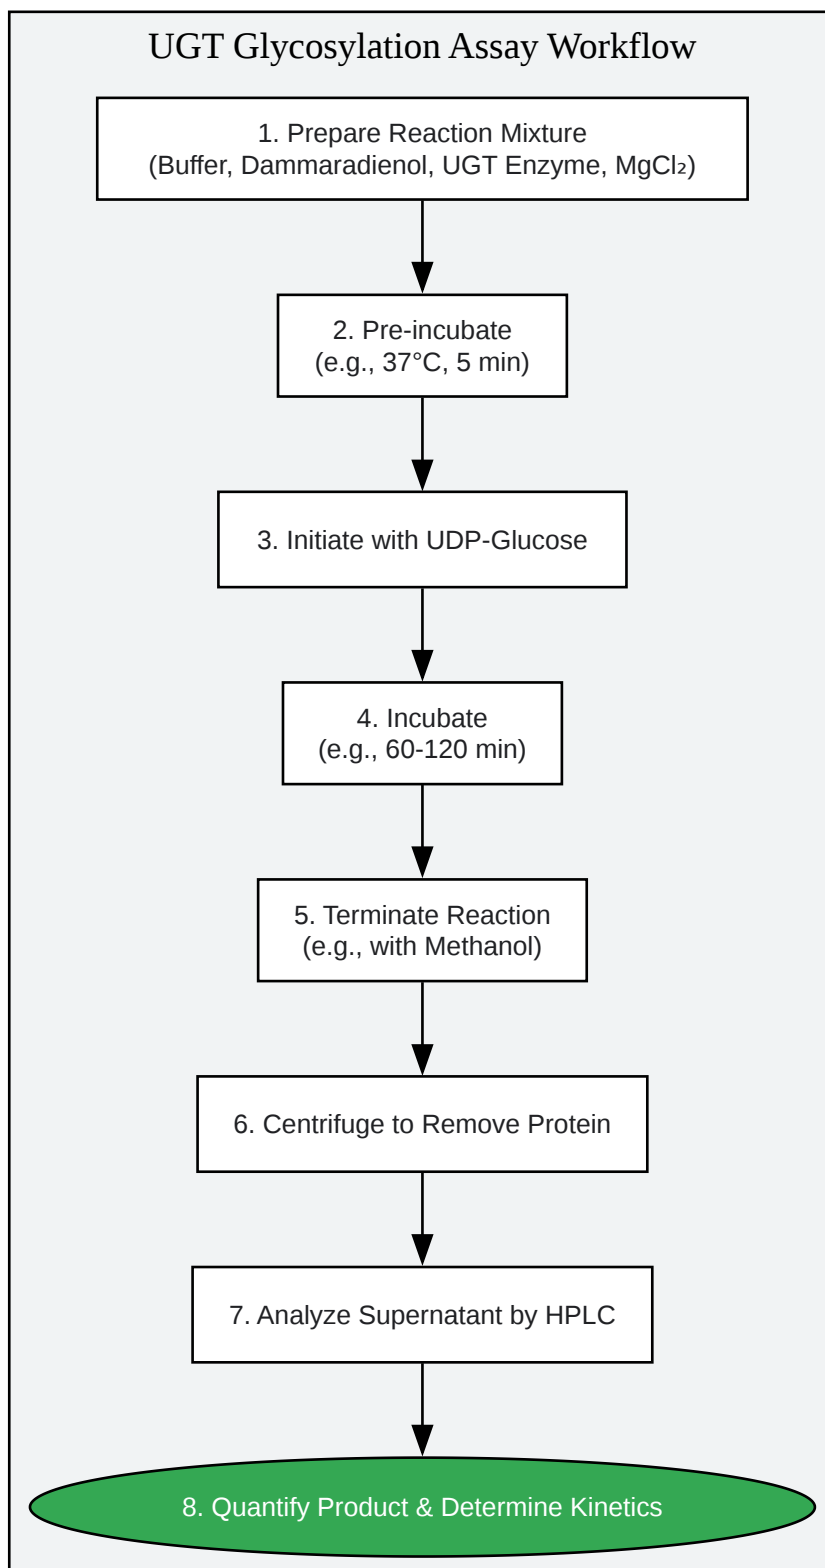 UGT Glycosylation Assay Workflow
1. Prepare Reaction Mixture
(Buffer, Dammaradienol, UGT Enzyme, MgCl₂)
2. Pre-incubate
(e.g., 37°C, 5 min)
3. Initiate with UDP-Glucose
4. Incubate
(e.g., 60-120 min)
5. Terminate Reaction
(e.g., with Methanol)
6. Centrifuge to Remove Protein
7. Analyze Supernatant by HPLC
8. Quantify Product & Determine Kinetics